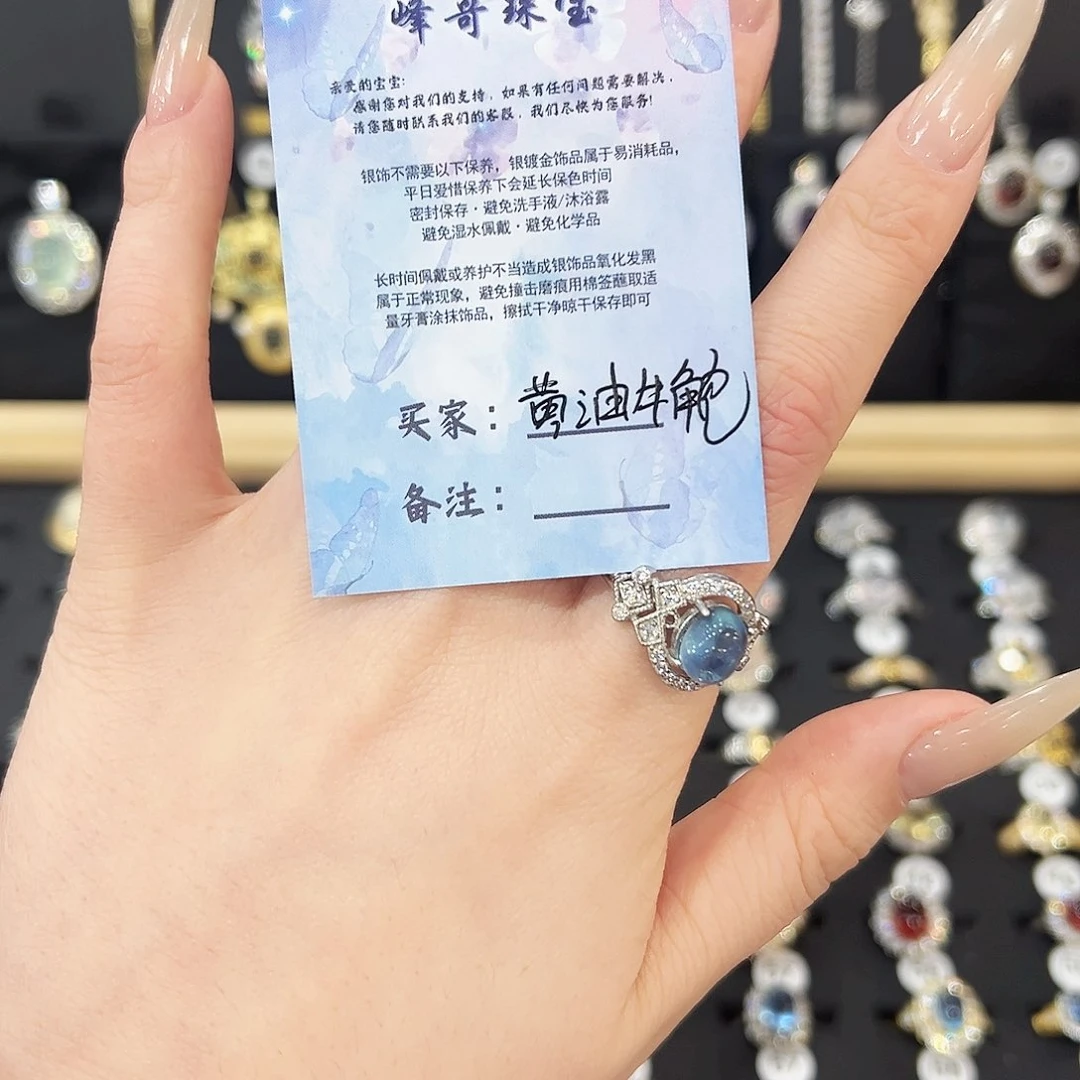 峰哥珠宝
亲爱的宝宝:
感谢您对我们的支持，如果有任何问题需要解决，
请您随时联系我们的客服，我们尽快为您服务!
银饰不需要以下保养，银镀金饰品属于易消耗品，
平日爱惜保养下会延长保色时间
密封保存·避免洗手液/沐浴露
避免湿水佩戴·避免化学品
长时间佩戴或养护不当造成银饰品氧化发黑
属于正常现象，避免撞击磨痕用棉签蘸取适
量牙膏涂抹饰品，擦拭干净晾干保存即可
买家：黄油牛
备注：